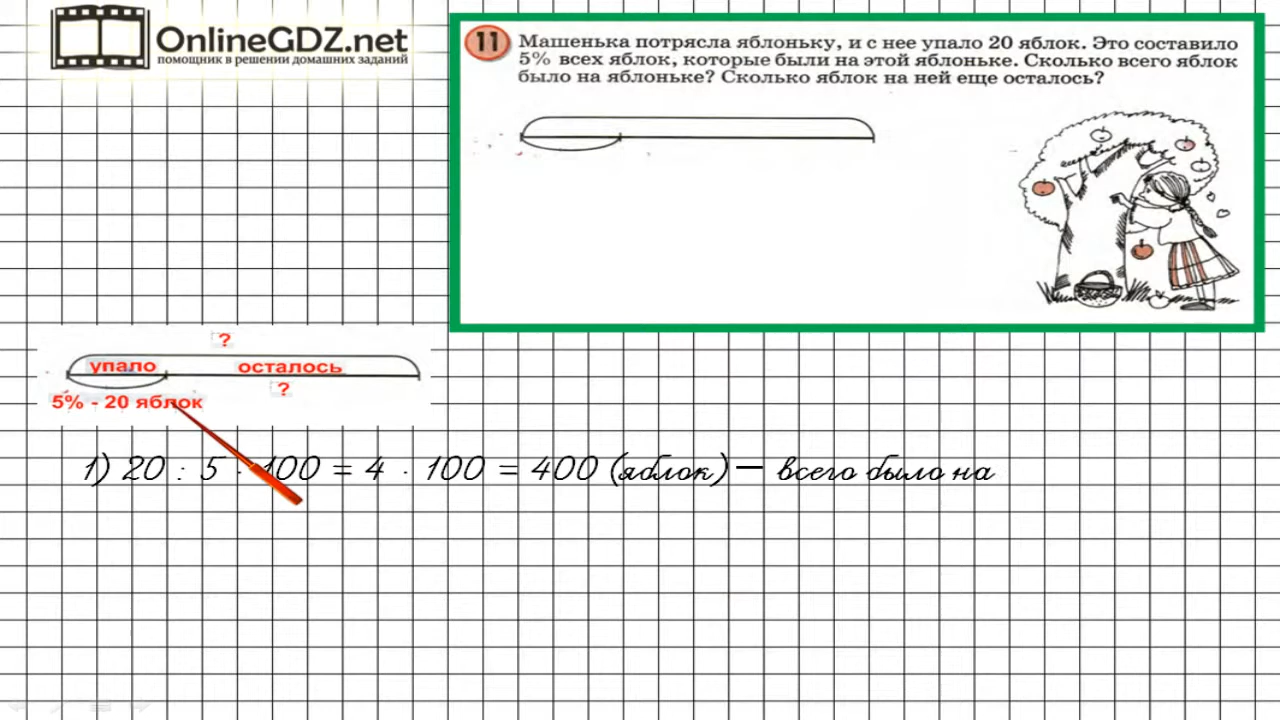 OnlineGDZ.net
помощник в решении домашних заданий
11 Машенька потрясла яблоньку, и с нее упало 20 яблок. Это составило
5% всех яблок, которые были на этой яблоньке. Сколько всего яблок
было на яблоньке? Сколько яблок на ней еще осталось?
?
упало осталось
?
5% - 20 яблок
1) 20 : 5 · 100 = 4 · 100 = 400 (яблок) – всего было на